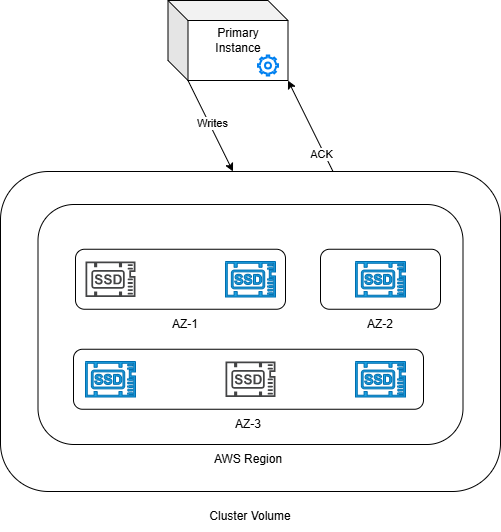 Primary
Instance
Writes
ACK
SSD
SSD
SSD
AZ-1
AZ-2
SSD
SSD
SSD
AZ-3
AWS Region
Cluster Volume